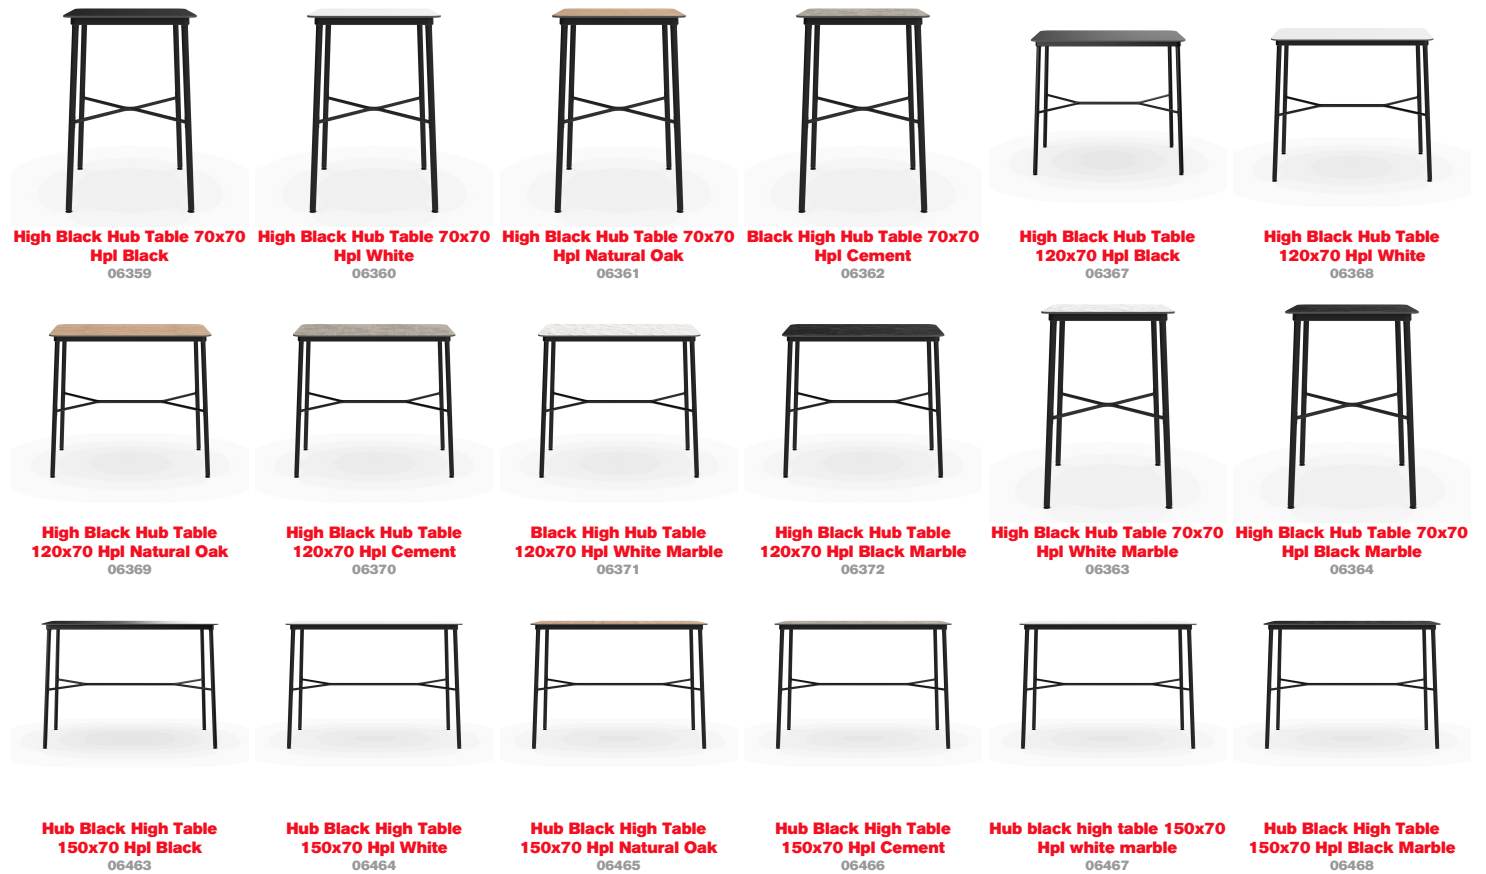 High Black Hub Table 70x70
Hpl Black
06359
High Black Hub Table 70x70
Hpl White
06360
High Black Hub Table 70x70
Hpl Natural Oak
06361
Black High Hub Table 70x70
Hpl Cement
06362
High Black Hub Table
120x70 Hpl Black
06367
High Black Hub Table
120x70 Hpl White
06368
High Black Hub Table
120x70 Hpl Natural Oak
06369
High Black Hub Table
120x70 Hpl Cement
06370
Black High Hub Table
120x70 Hpl White Marble
06371
High Black Hub Table
120x70 Hpl Black Marble
06372
High Black Hub Table 70x70
Hpl White Marble
06363
High Black Hub Table 70x70
Hpl Black Marble
06364
Hub Black High Table
150x70 Hpl Black
06463
Hub Black High Table
150x70 Hpl White
06464
Hub Black High Table
150x70 Hpl Natural Oak
06465
Hub Black High Table
150x70 Hpl Cement
06466
Hub black high table 150x70
Hpl white marble
06467
Hub Black High Table
150x70 Hpl Black Marble
06468